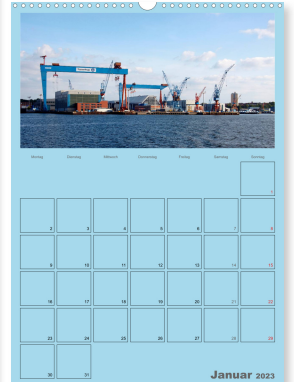 Montag Dienstag Mittwoch Donnerstag Freitag Samstag Sonntag
1
2 3 4 5 6 7 8
9 10 11 12 13 14 15
16 17 18 19 20 21 22
23 24 25 26 27 28 29
30 31
Januar 2023